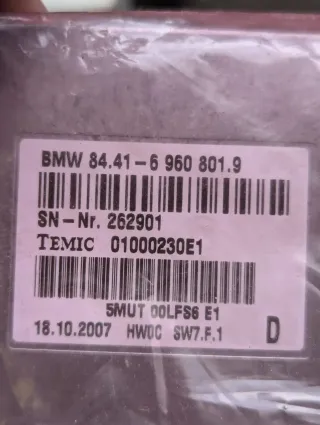 BMW 84.41-6 960 801.9
SN-Nr. 262901
TEMIC 01000230E1
5MUT 00LFS6 E1
18.10.2007 HW0C SW7.F.1 D